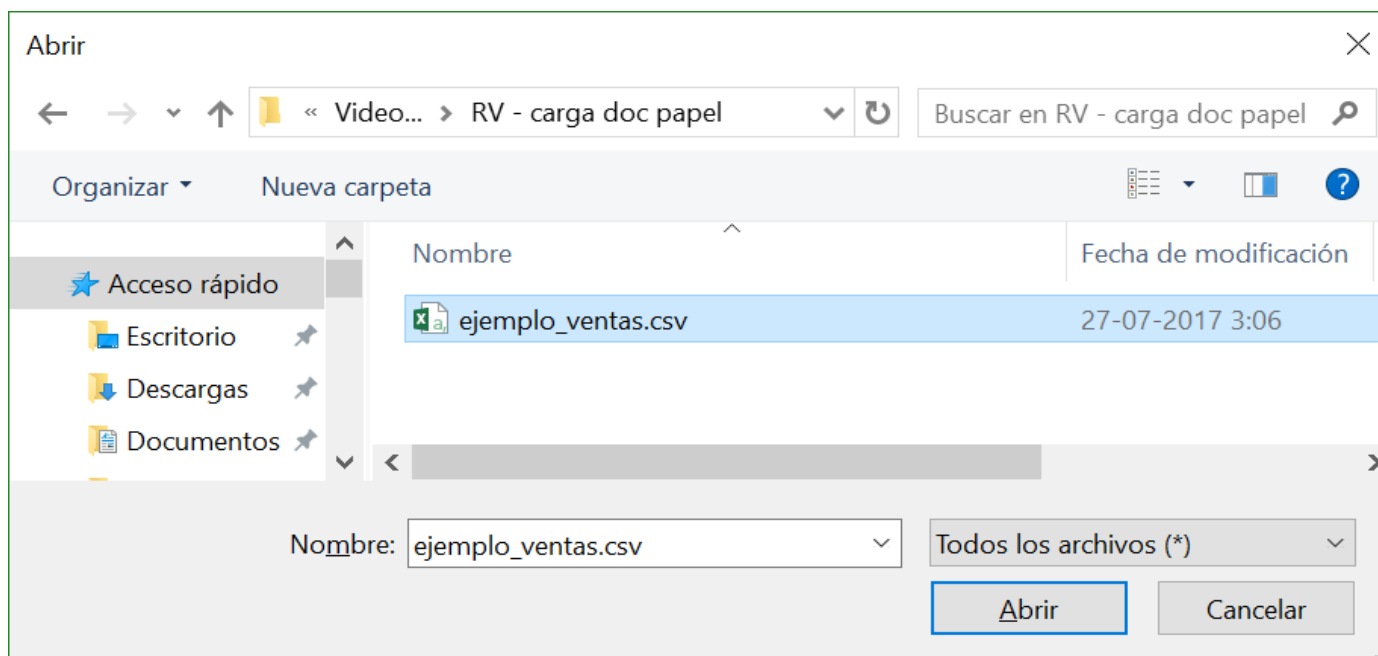 Abrir
« Video... > RV - carga doc papel
Buscar en RV - carga doc papel
Organizar Nueva carpeta
Nombre Fecha de modificación
Acceso rápido
ejemplo_ventas.csv 27-07-2017 3:06
Escritorio
Descargas
Documentos
Nombre: ejemplo_ventas.csv Todos los archivos (*)
Abrir Cancelar